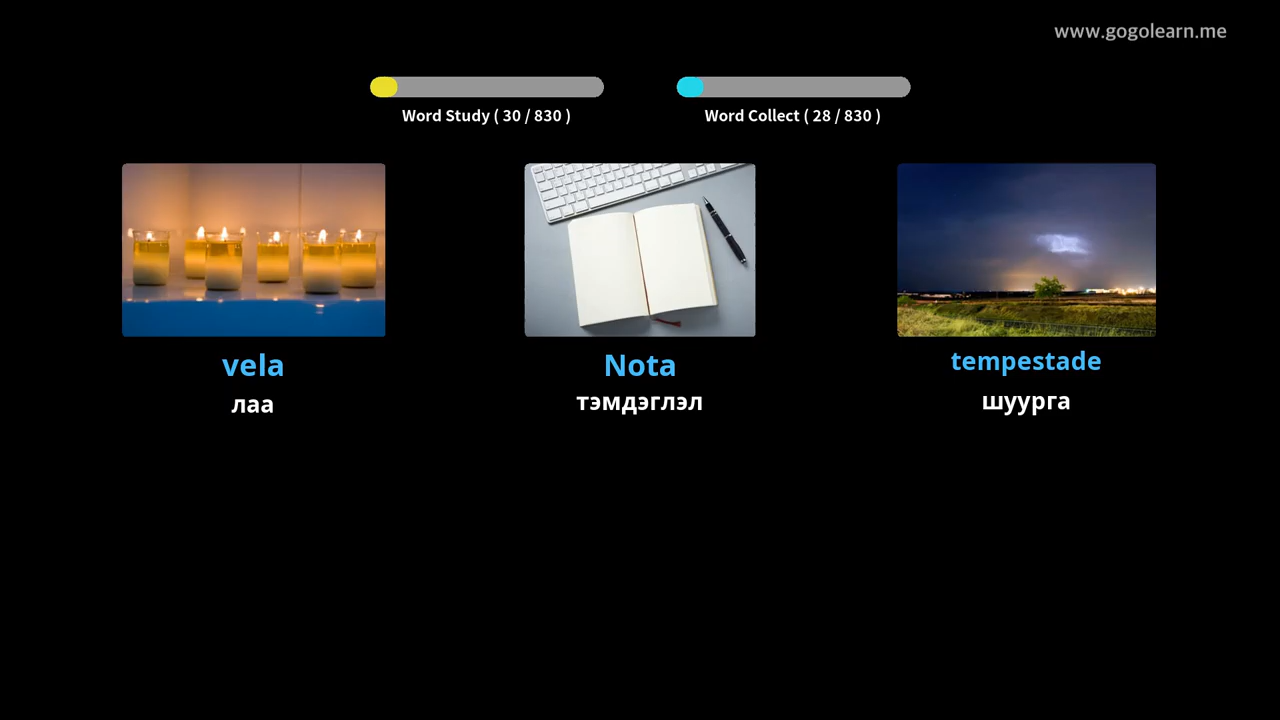 www.gogolearn.me
Word Study ( 30 / 830 )
Word Collect ( 28 / 830 )
vela
лаа
Nota
тэмдэглэл
tempestade
шуурга